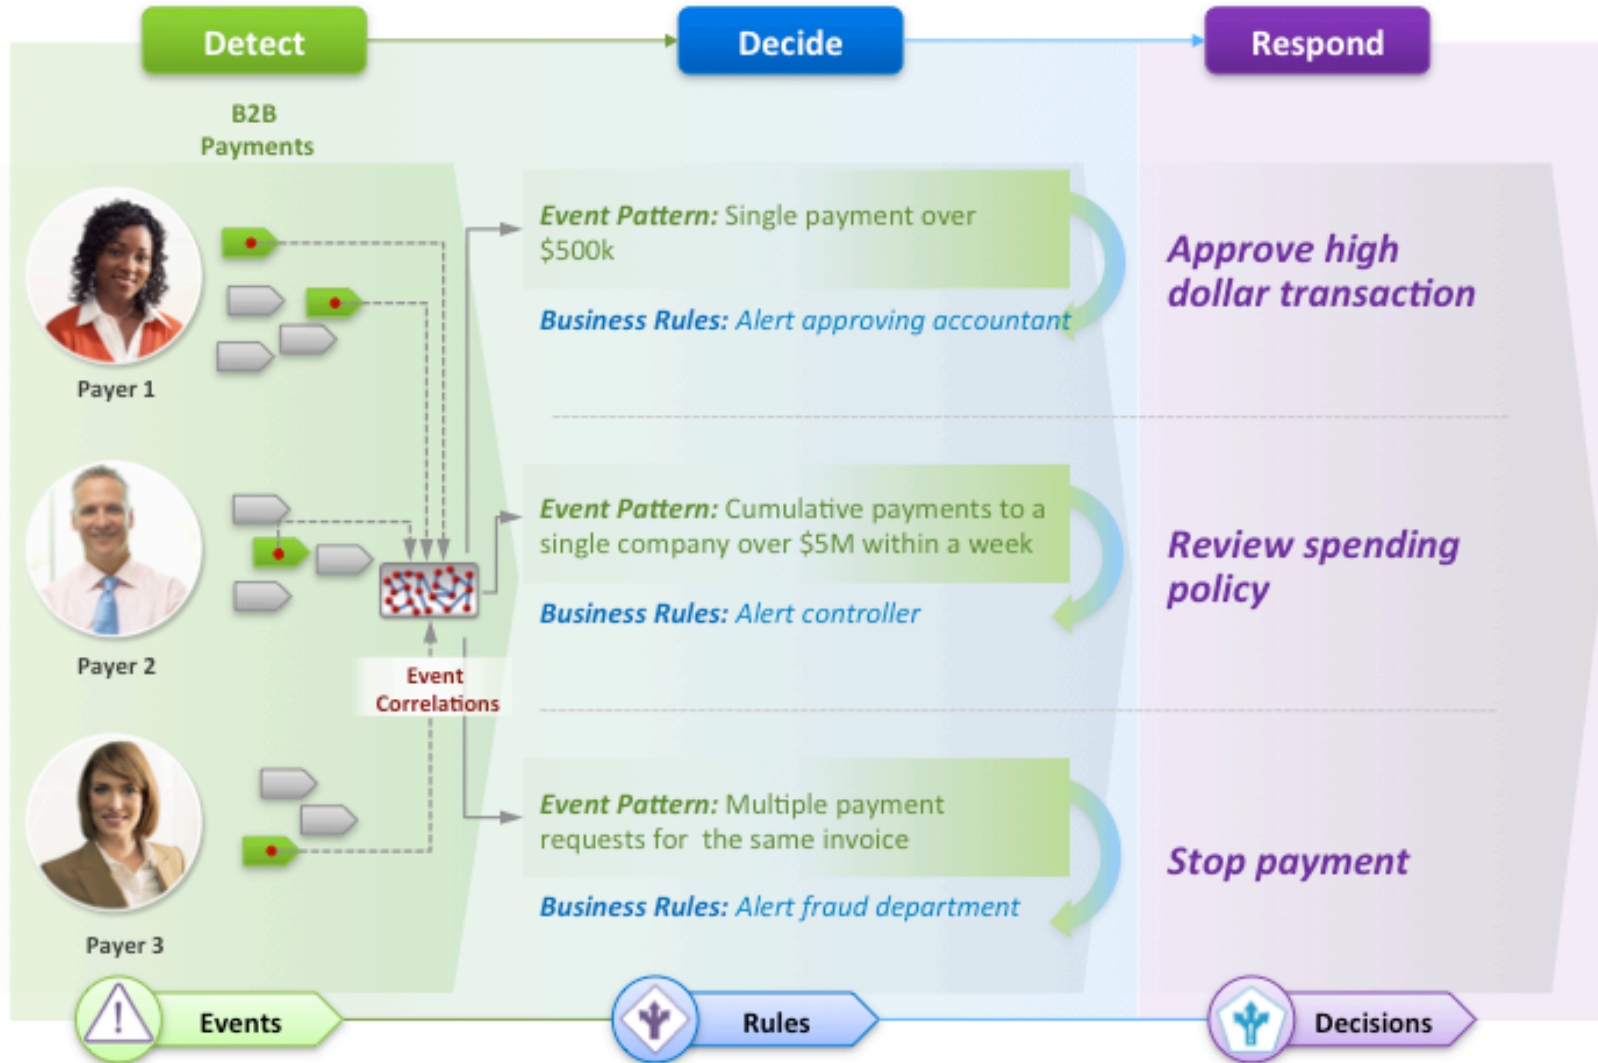 Detect
Decide
Respond
B2B
Payments
Event Pattern: Single payment over
$500k
Business Rules: Alert approving accountant
Approve high
dollar transaction
Payer 1
Event Pattern: Cumulative payments to a
single company over $5M within a week
Business Rules: Alert controller
Review spending
policy
Payer 2
Event
Correlations
Event Pattern: Multiple payment
requests for the same invoice
Business Rules: Alert fraud department
Stop payment
Payer 3
Events
Rules
Decisions